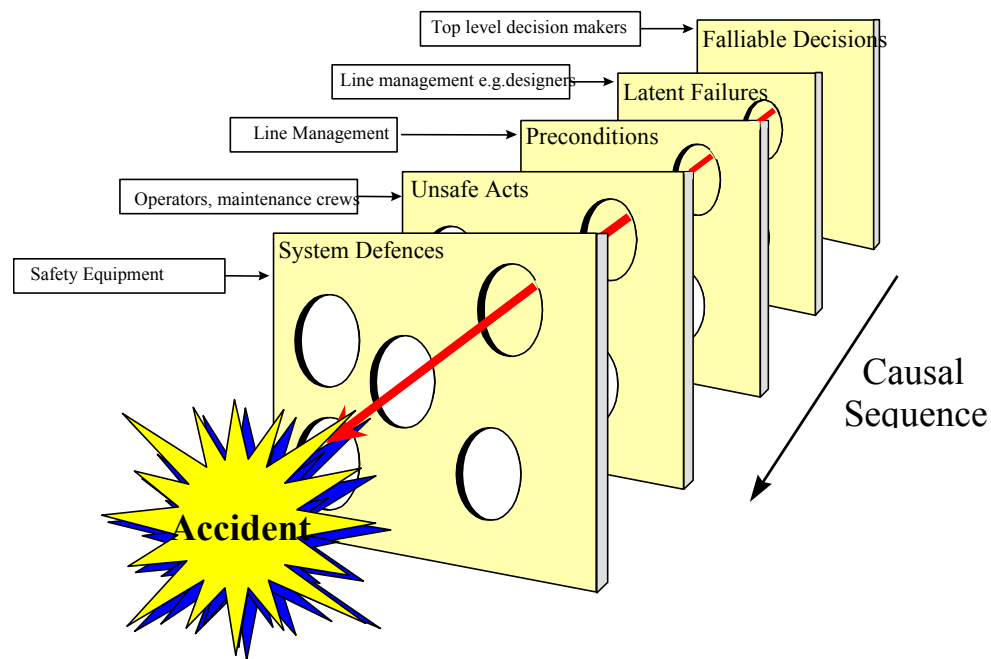 Top level decision makers
Falliable Decisions
Line management e.g.designers
Latent Failures
Line Management
Preconditions
Operators, maintenance crews
Unsafe Acts
Safety Equipment
System Defences
Causal
Sequence
Accident